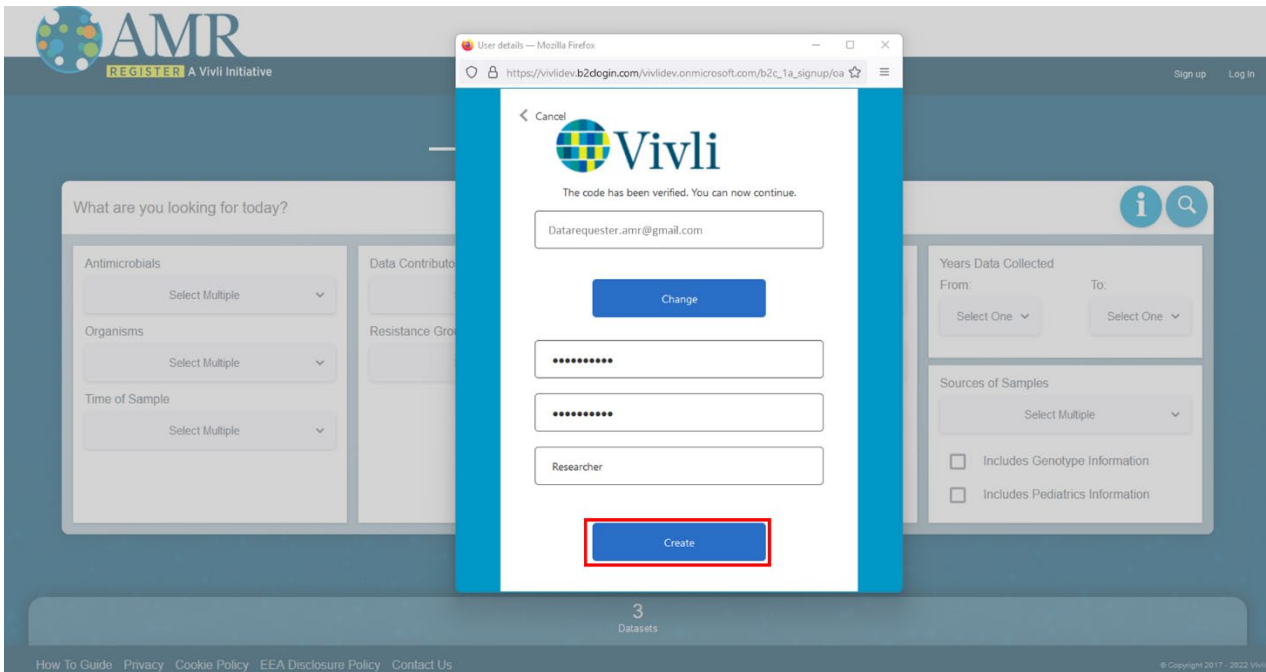 AMR
REGISTER A Vivli Initiative
Sign up Log In
User details — Mozilla Firefox
https://vivlidev.b2clogin.com/vivlidev.onmicrosoft.com/b2c_1a_signup/oa
Cancel
Vivli
The code has been verified. You can now continue.
Datarequester.amr@gmail.com
Change
••••••••••
••••••••••
Researcher
Create
What are you looking for today?
i
Antimicrobials
Select Multiple
Organisms
Select Multiple
Time of Sample
Select Multiple
Data Contributo
Resistance Gro
Years Data Collected
From: To:
Select One Select One
Sources of Samples
Select Multiple
Includes Genotype Information
Includes Pediatrics Information
3
Datasets
How To Guide Privacy Cookie Policy EEA Disclosure Policy Contact Us
© Copyright 2017 - 2022 Vivli